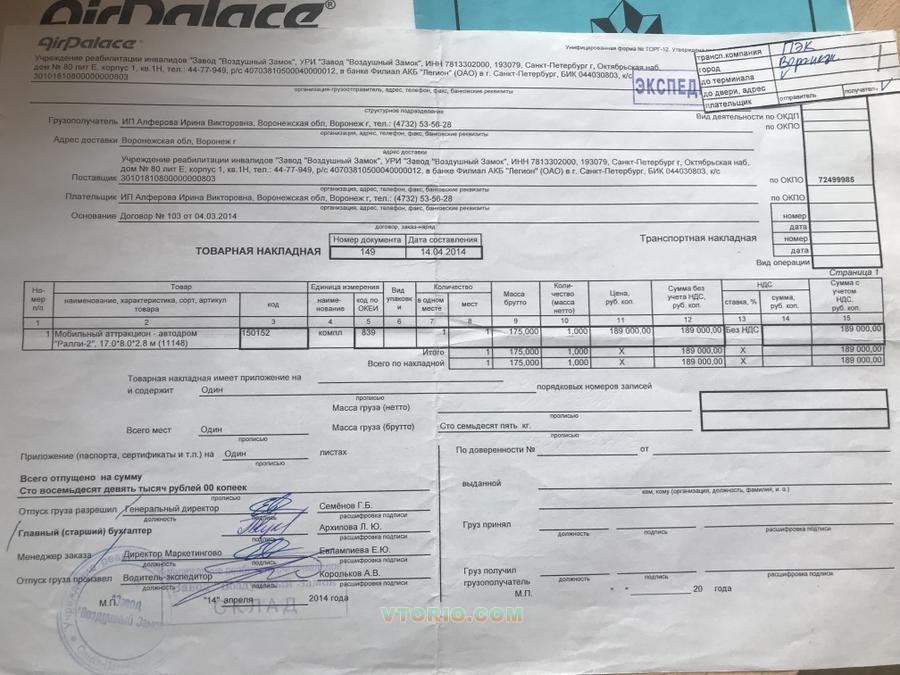 AirPalace®
AirPalace®
Унифицированная форма № ТОРГ-12. Утверждена
трансп.компания ПЭК
город Воронеж
до терминала
до двери, адрес
плательщик отправитель получатель
Учреждение реабилитации инвалидов "Завод "Воздушный Замок", УРИ "Завод "Воздушный Замок", ИНН 7813302000, 193079, Санкт-Петербург г, Октябрьская наб,
дом № 80 лит Е, корпус 1, кв.1Н, тел.: 44-77-949, р/с 40703810500040000012, в банке Филиал АКБ "Легион" (ОАО) в г. Санкт-Петербург, БИК 044030803, к/с
30101810800000000803
ЭКСПЕД
организация-грузоотправитель, адрес, телефон, факс, банковские реквизиты
структурное подразделение
Вид деятельности по ОКДП
Грузополучатель ИП Алферова Ирина Викторовна, Воронежская обл, Воронеж г, тел.: (4732) 53-56-28
по ОКПО
организация, адрес, телефон, факс, банковские реквизиты
Адрес доставки Воронежская обл, Воронеж г
адрес доставки
Учреждение реабилитации инвалидов "Завод "Воздушный Замок", УРИ "Завод "Воздушный Замок", ИНН 7813302000, 193079, Санкт-Петербург г, Октябрьская наб,
дом № 80 лит Е, корпус 1, кв.1Н, тел.: 44-77-949, р/с 40703810500040000012, в банке Филиал АКБ "Легион" (ОАО) в г. Санкт-Петербург, БИК 044030803, к/с
Поставщик 30101810800000000803 по ОКПО 72499985
организация, адрес, телефон, факс, банковские реквизиты
Плательщик ИП Алферова Ирина Викторовна, Воронежская обл, Воронеж г, тел.: (4732) 53-56-28 по ОКПО
организация, адрес, телефон, факс, банковские реквизиты
Основание Договор № 103 от 04.03.2014 номер
договор, заказ-наряд
дата
Номер документа Дата составления
Транспортная накладная номер
ТОВАРНАЯ НАКЛАДНАЯ 149 14.04.2014
дата
Вид операции
Страница 1
Но-мер п/п Товар Единица измерения Вид упаковки Количество Масса брутто Коли-чество (масса нетто) Цена, руб. коп. Сумма без учета НДС, руб. коп. НДС Сумма с учетом НДС, руб. коп.
наименование, характеристика, сорт, артикул товара код наиме-нование код по ОКЕИ в одном месте мест ставка, % сумма, руб. коп.
1 2 3 4 5 6 7 8 9 10 11 12 13 14 15
1 Мобильный аттракцион - автодром 150152 компл 839 1 1 175,000 1,000 189 000,00 189 000,00 Без НДС 189 000,00
"Ралли-2", 17.0*8.0*2.8 м (11148)
Итого 1 175,000 1,000 X 189 000,00 X 189 000,00
Всего по накладной 1 175,000 1,000 X 189 000,00 X 189 000,00
Товарная накладная имеет приложение на
и содержит Один порядковых номеров записей
прописью
Масса груза (нетто)
прописью
Всего мест Один Масса груза (брутто) Сто семьдесят пять кг.
прописью прописью
Приложение (паспорта, сертификаты и т.п.) на Один листах
прописью
По доверенности № от
Всего отпущено на сумму
Сто восемьдесят девять тысяч рублей 00 копеек
прописью
выданной
кем, кому (организация, должность, фамилия, и. о.)
Отпуск груза разрешил Генеральный директор Семёнов Г.Б.
должность подпись расшифровка подписи
Главный (старший) бухгалтер Архипова Л. Ю.
подпись расшифровка подписи
Груз принял
должность подпись расшифровка подписи
Менеджер заказа Директор Маркетингово Евлампиева Е.Ю.
должность подпись расшифровка подписи
Отпуск груза произвел Водитель-экспедитор Корольков А.В.
должность подпись расшифровка подписи
Груз получил
грузополучатель
должность подпись расшифровка подписи
М.П. "14" апреля 2014 года
М.П. " " 20 года
Завод
"Воздушный Замок"
СКЛАД
VTORIO.COM